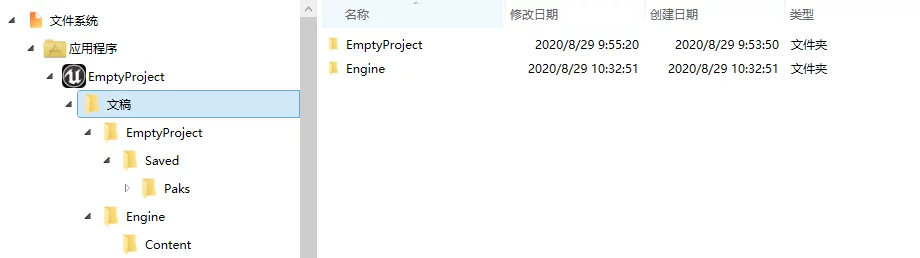 文件系统
应用程序
EmptyProject
文稿
EmptyProject
Saved
Paks
Engine
Content
名称 修改日期 创建日期 类型
EmptyProject 2020/8/29 9:55:20 2020/8/29 9:53:50 文件夹
Engine 2020/8/29 10:32:51 2020/8/29 10:32:51 文件夹